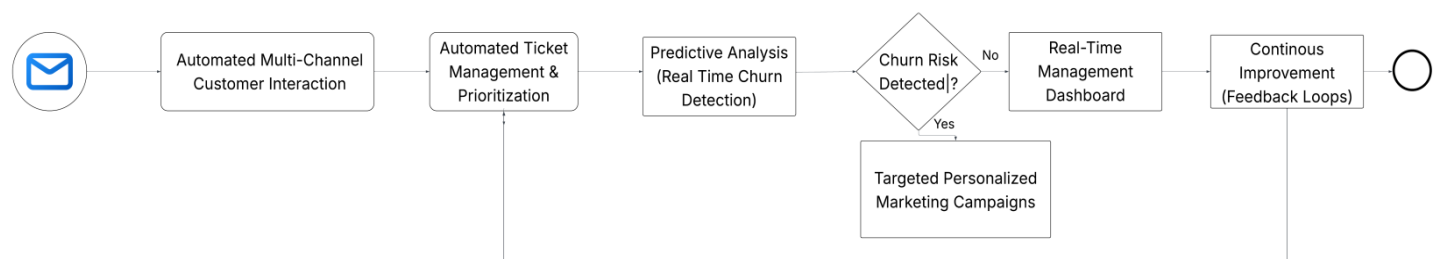 Automated Multi-Channel
Customer Interaction
Automated Ticket
Management &
Prioritization
Predictive Analysis
(Real Time Churn
Detection)
Churn Risk
Detected|?
No
Yes
Real-Time
Management
Dashboard
Continous
Improvement
(Feedback Loops)
Targeted Personalized
Marketing Campaigns